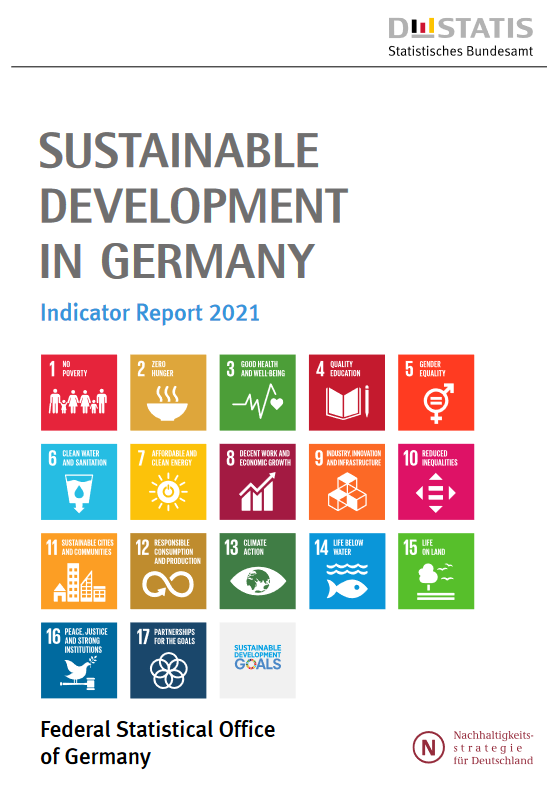 DESTATIS
Statistisches Bundesamt
SUSTAINABLE
DEVELOPMENT
IN GERMANY
Indicator Report 2021
1 NO
POVERTY
2 ZERO
HUNGER
3 GOOD HEALTH
AND WELL-BEING
4 QUALITY
EDUCATION
5 GENDER
EQUALITY
6 CLEAN WATER
AND SANITATION
7 AFFORDABLE AND
CLEAN ENERGY
8 DECENT WORK AND
ECONOMIC GROWTH
9 INDUSTRY, INNOVATION
AND INFRASTRUCTURE
10 REDUCED
INEQUALITIES
11 SUSTAINABLE CITIES
AND COMMUNITIES
12 RESPONSIBLE
CONSUMPTION
AND PRODUCTION
13 CLIMATE
ACTION
14 LIFE BELOW
WATER
15 LIFE
ON LAND
16 PEACE, JUSTICE
AND STRONG
INSTITUTIONS
17 PARTNERSHIPS
FOR THE GOALS
SUSTAINABLE
DEVELOPMENT
GOALS
Federal Statistical Office
of Germany
N
Nachhaltigkeits-
strategie
für Deutschland